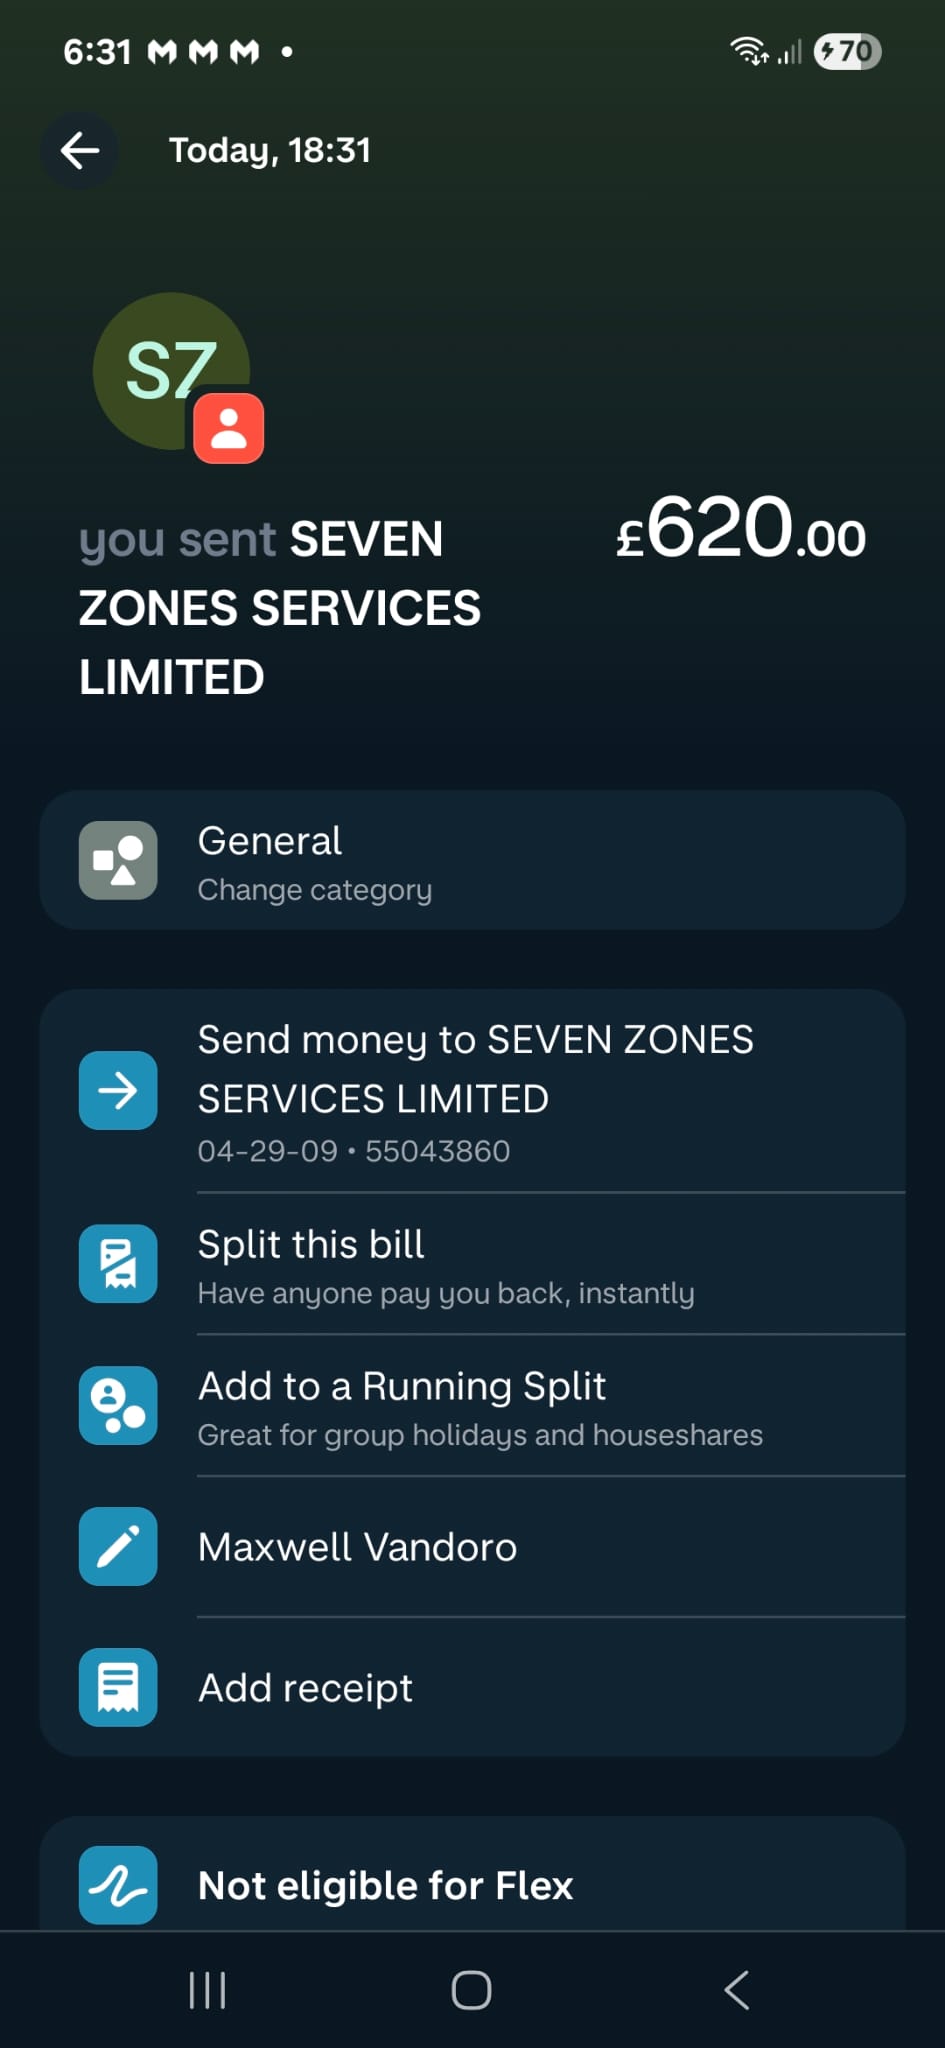 6:31
70
Today, 18:31
SZ
you sent SEVEN
ZONES SERVICES
LIMITED
£620.00
General
Change category
Send money to SEVEN ZONES
SERVICES LIMITED
04-29-09 • 55043860
Split this bill
Have anyone pay you back, instantly
Add to a Running Split
Great for group holidays and houseshares
Maxwell Vandoro
Add receipt
Not eligible for Flex